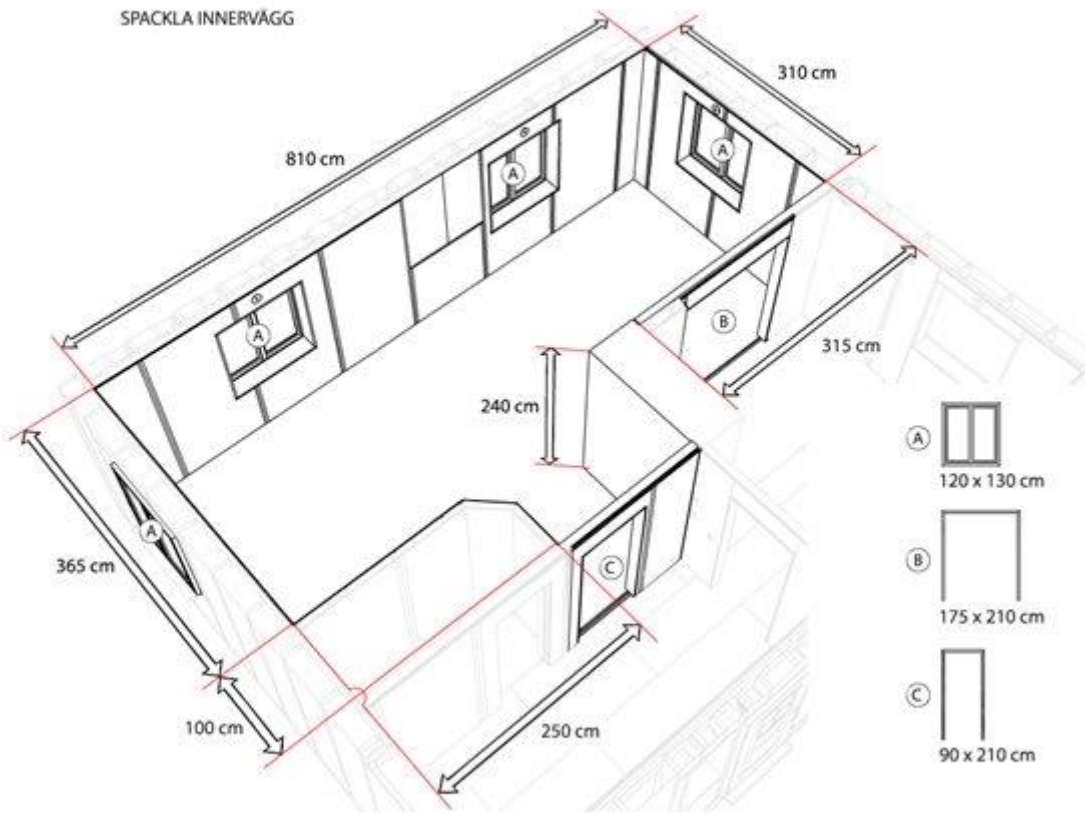 SPACKLA INNERVÄGG
310 cm
810 cm
A
A
A
B
315 cm
240 cm
A
120 x 130 cm
A
365 cm
C
B
175 x 210 cm
100 cm
250 cm
C
90 x 210 cm